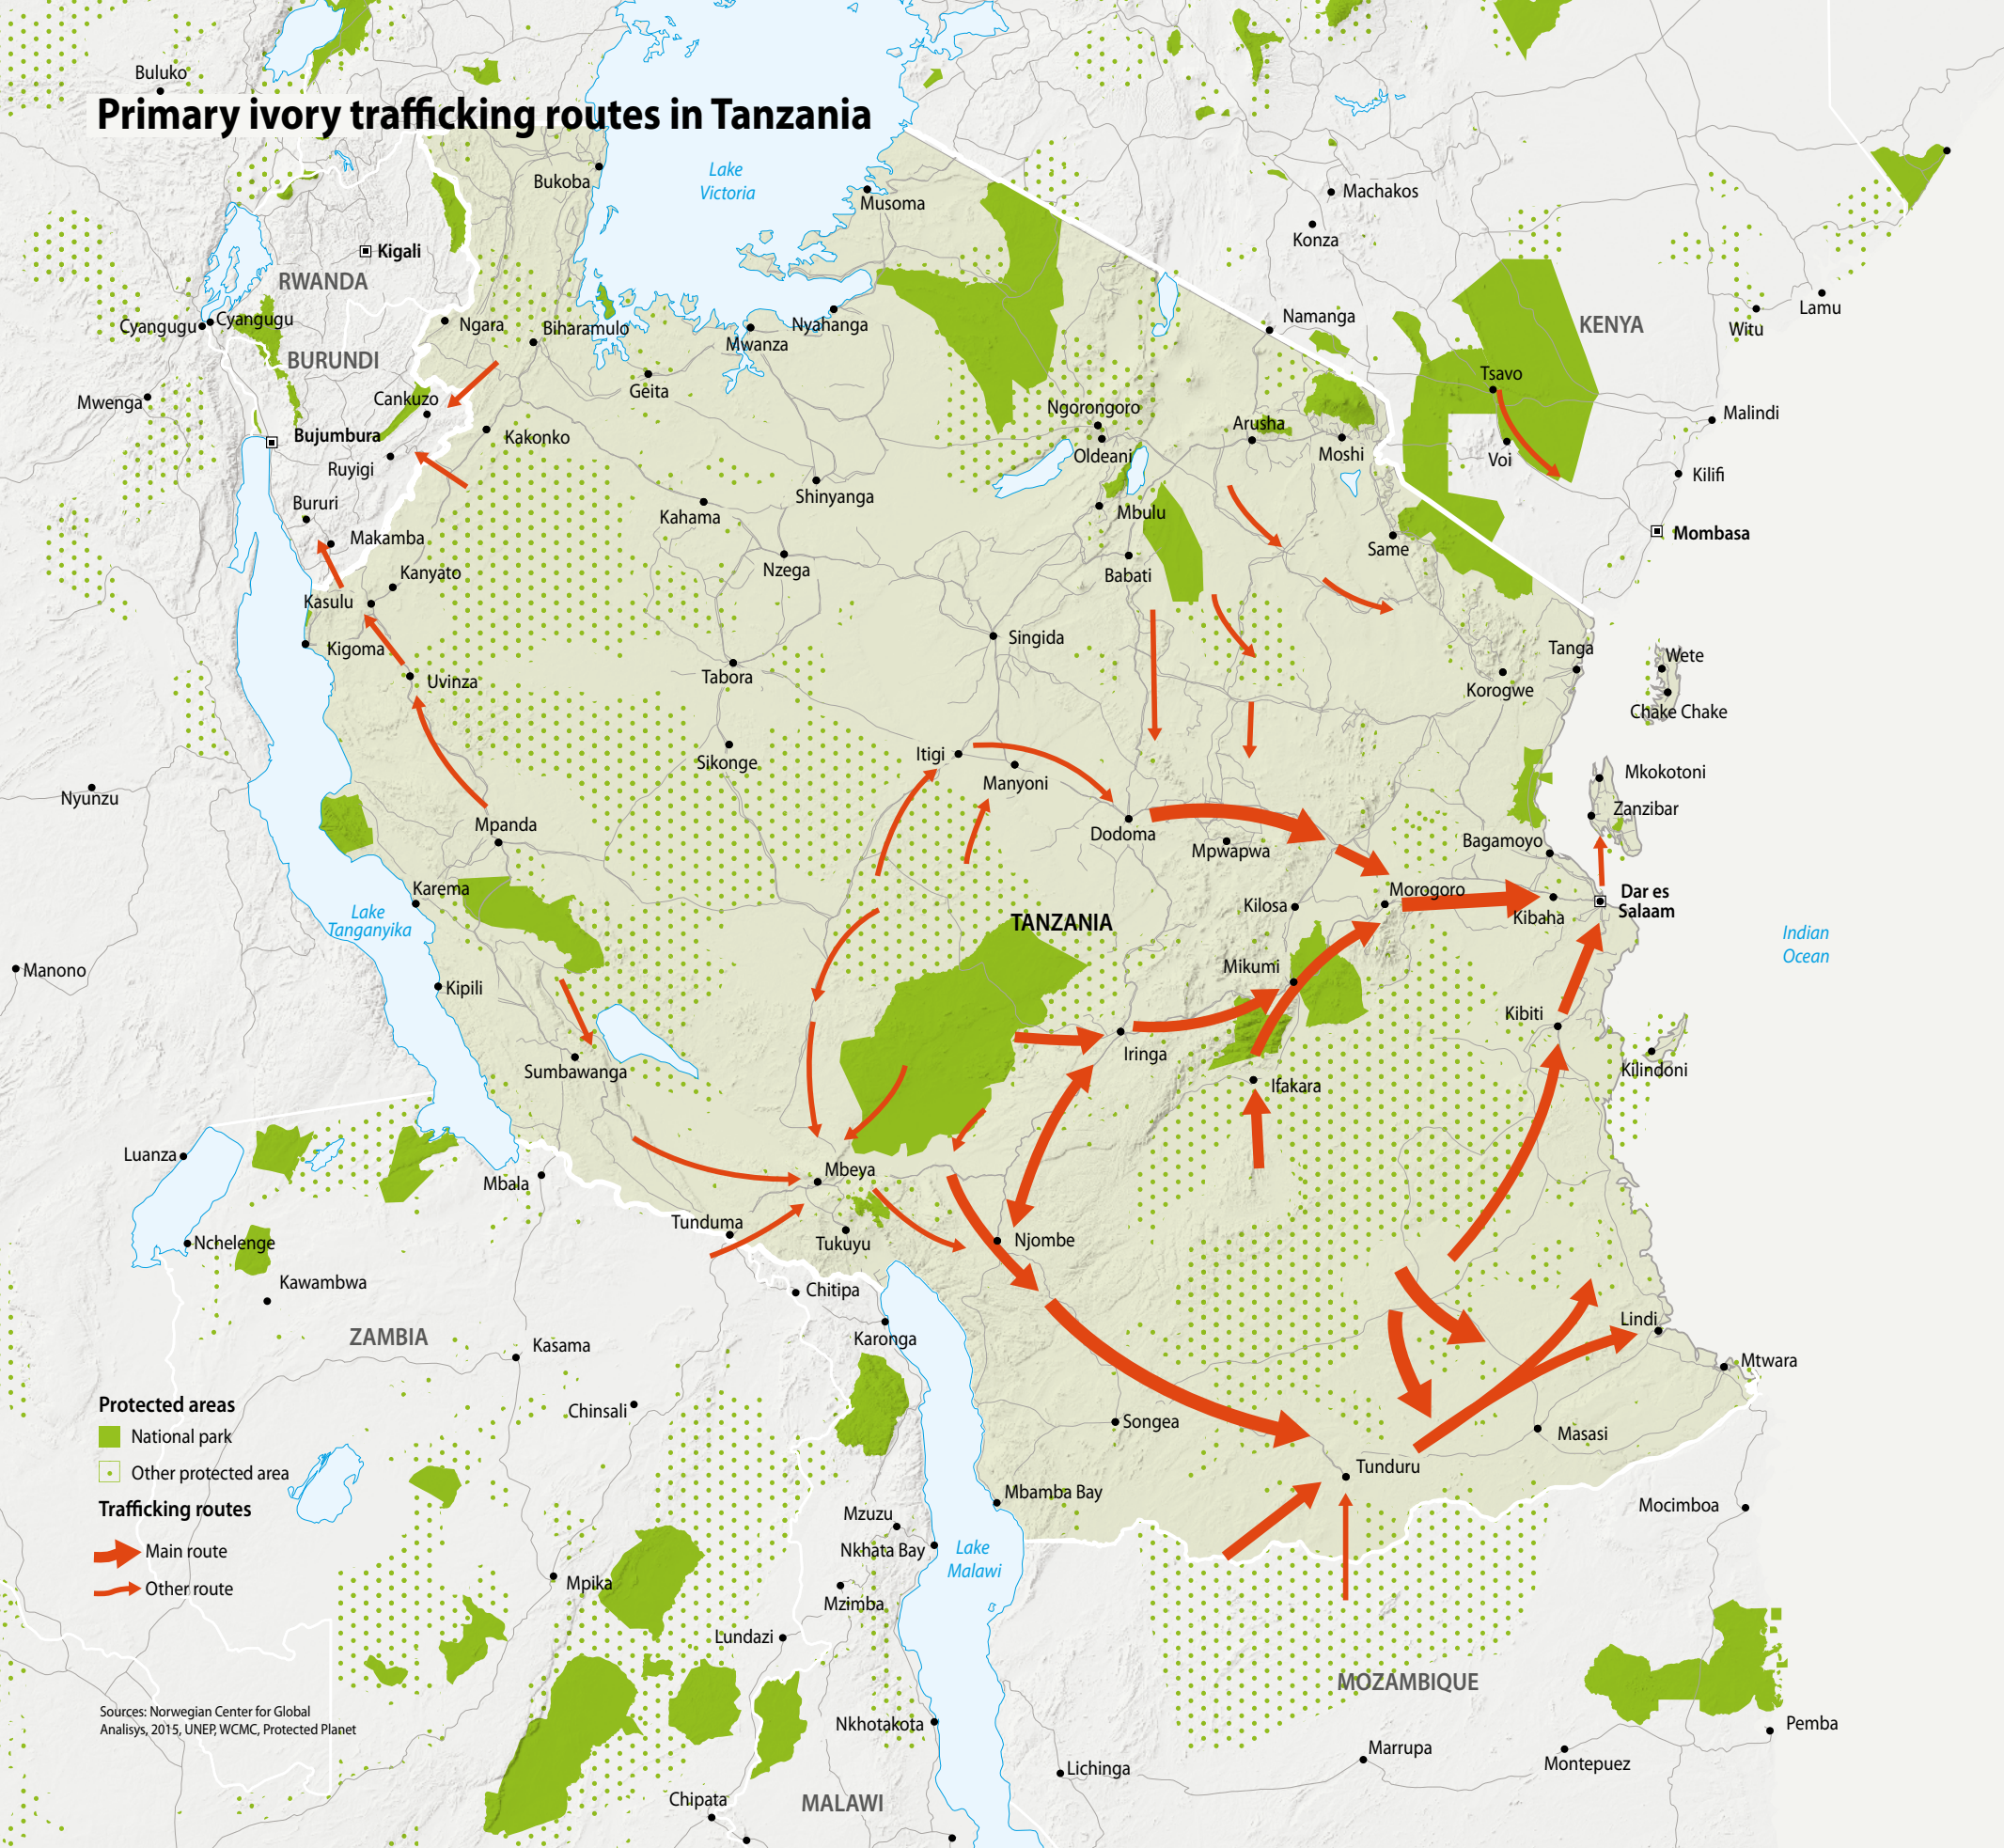 Buluko
Primary ivory trafficking routes in Tanzania
Lake
Victoria
Bukoba
Musoma
Machakos
Konza
Kigali
RWANDA
Cyangugu
Cyangugu
Ngara
Biharamulo
Nyahanga
Mwanza
Namanga
KENYA
Witu
Lamu
BURUNDI
Geita
Cankuzo
Mwenga
Tsavo
Ngorongoro
Malindi
Arusha
Bujumbura
Kakonko
Oldeani
Moshi
Voi
Ruyigi
Kilifi
Shinyanga
Bururi
Kahama
Mbulu
Mombasa
Makamba
Same
Kanyato
Nzega
Babati
Kasulu
Kigoma
Singida
Tanga
Wete
Uvinza
Tabora
Korogwe
Chake Chake
Itigi
Sikonge
Manyoni
Mkokotoni
Nyunzu
Zanzibar
Mpanda
Dodoma
Mpwapwa
Bagamoyo
Karema
Morogoro
Dar es
Salaam
Kilosa
Kibaha
Lake
Tanganyika
TANZANIA
Indian
Ocean
Manono
Mikumi
Kipili
Kibiti
Iringa
Sumbawanga
Kilindoni
Ifakara
Luanza
Mbala
Mbeya
Tunduma
Tukuyu
Njombe
Nchelenge
Kawambwa
Chitipa
Lindi
ZAMBIA
Karonga
Kasama
Mtwara
Protected areas
National park
Other protected area
Chinsali
Songea
Masasi
Tunduru
Trafficking routes
Main route
Other route
Mbamba Bay
Mocimboa
Mzuzu
Nkhata Bay
Lake
Malawi
Mpika
Mzimba
Lundazi
MOZAMBIQUE
Sources: Norwegian Center for Global
Analisys, 2015, UNEP, WCMC, Protected Planet
Nkhotakota
Pemba
Marrupa
Montepuez
Lichinga
Chipata
MALAWI